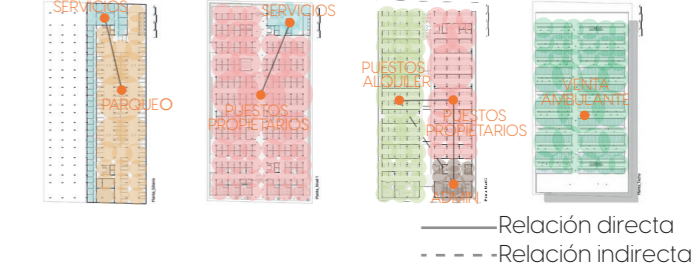 SERVICIOS
PARQUEO
SERVICIOS
PUESTOS
PROPIETARIOS
PUESTOS
ALQUILER
PUESTOS
PROPIETARIOS
ADMIN.
VENTA
AMBULANTE
Relación directa
Relación indirecta